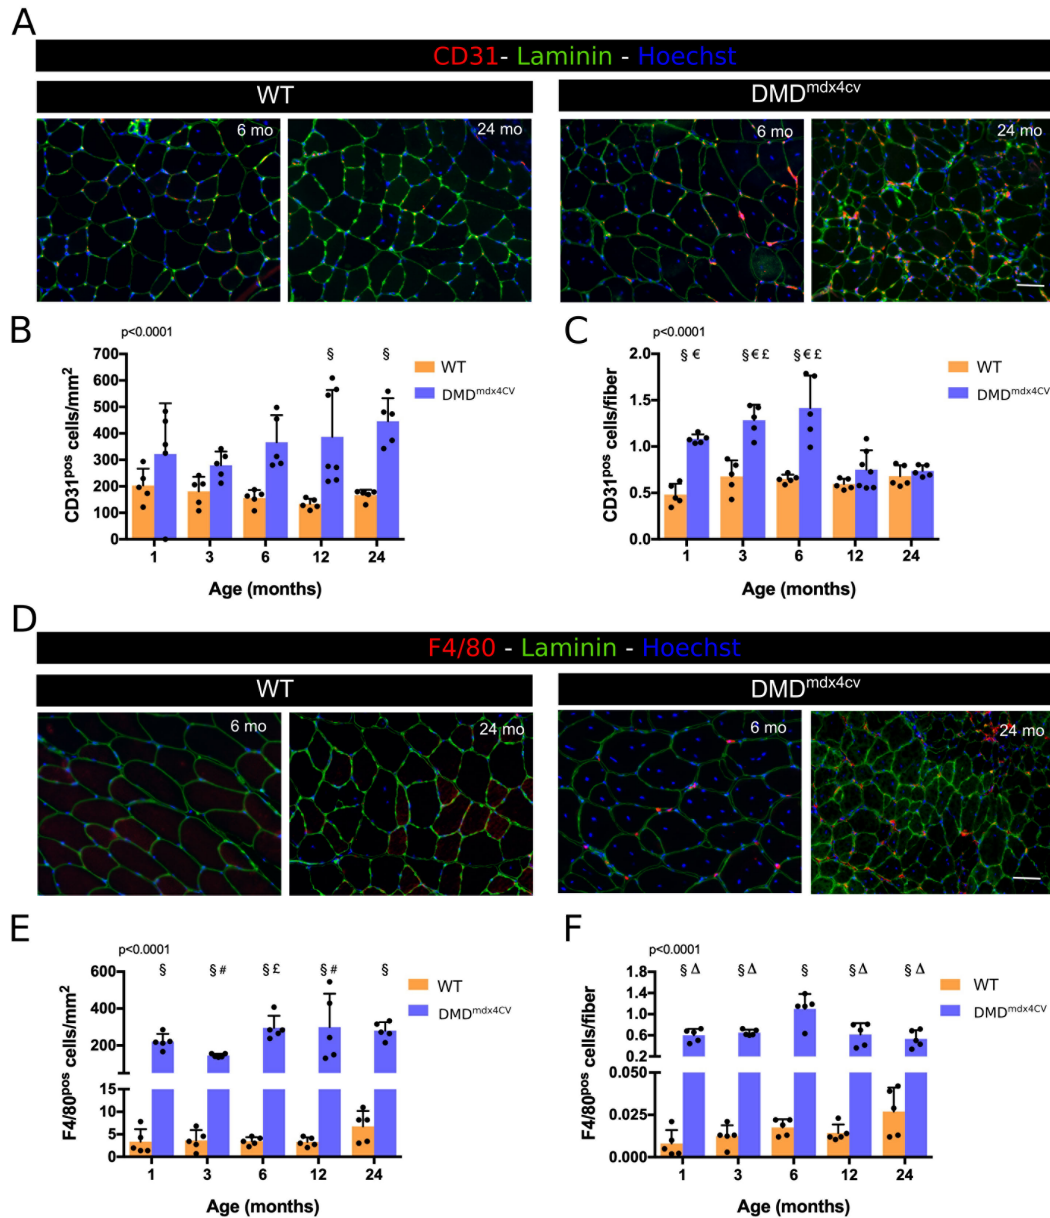 A
CD31- Laminin - Hoechst
WT
DMDmdx4cv
6 mo
24 mo
6 mo
24 mo
B
p<0.0001
§ §
WT
DMDmdx4CV
CD31pos cells/mm2
700
600
500
400
300
200
100
0
1 3 6 12 24
Age (months)
C
p<0.0001
§ € § € £ § € £
WT
DMDmdx4CV
CD31pos cells/fiber
2.0
1.5
1.0
0.5
0.0
1 3 6 12 24
Age (months)
D
F4/80 - Laminin - Hoechst
WT
DMDmdx4cv
6 mo
24 mo
6 mo
24 mo
E
p<0.0001
§ § # § £ § # §
WT
DMDmdx4CV
F4/80pos cells/mm2
600
400
200
15
10
5
0
1 3 6 12 24
Age (months)
F
p<0.0001
§ Δ § Δ § § Δ § Δ
WT
DMDmdx4CV
F4/80pos cells/fiber
1.8
1.4
1.0
0.6
0.2
0.050
0.025
0.000
1 3 6 12 24
Age (months)